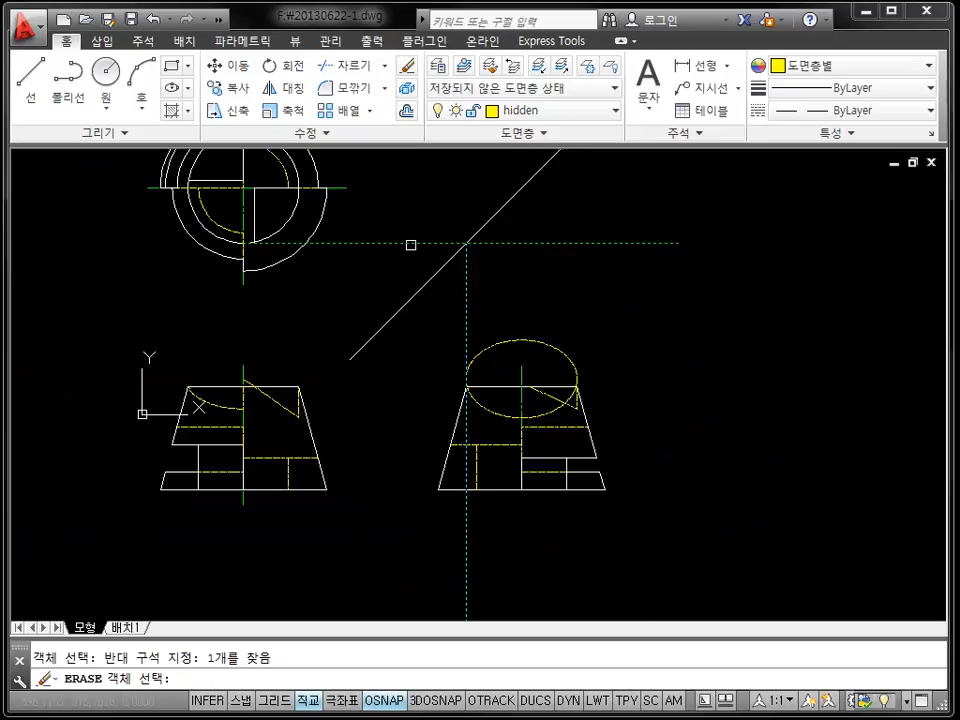 F:\#20130622-1.dwg
키워드 또는 구절 입력
로그인
홈 삽입 주석 배치 파라메트릭 뷰 관리 출력 플러그인 온라인 Express Tools
선 폴리선 원 호
이동 회전 자르기
복사 대칭 모깎기
신축 축척 배열
저장되지 않은 도면층 상태
hidden
문자
선형
지시선
테이블
도면층별
ByLayer
ByLayer
그리기 수정 도면층 주석 특성
Y
X
모형 배치1
객체 선택: 반대 구석 지정: 1개를 찾음
ERASE 객체 선택:
INFER 스냅 그리드 직교 극좌표 OSNAP 3DOSNAP OTRACK DUCS DYN LWT TPY SC AM
A 1:1